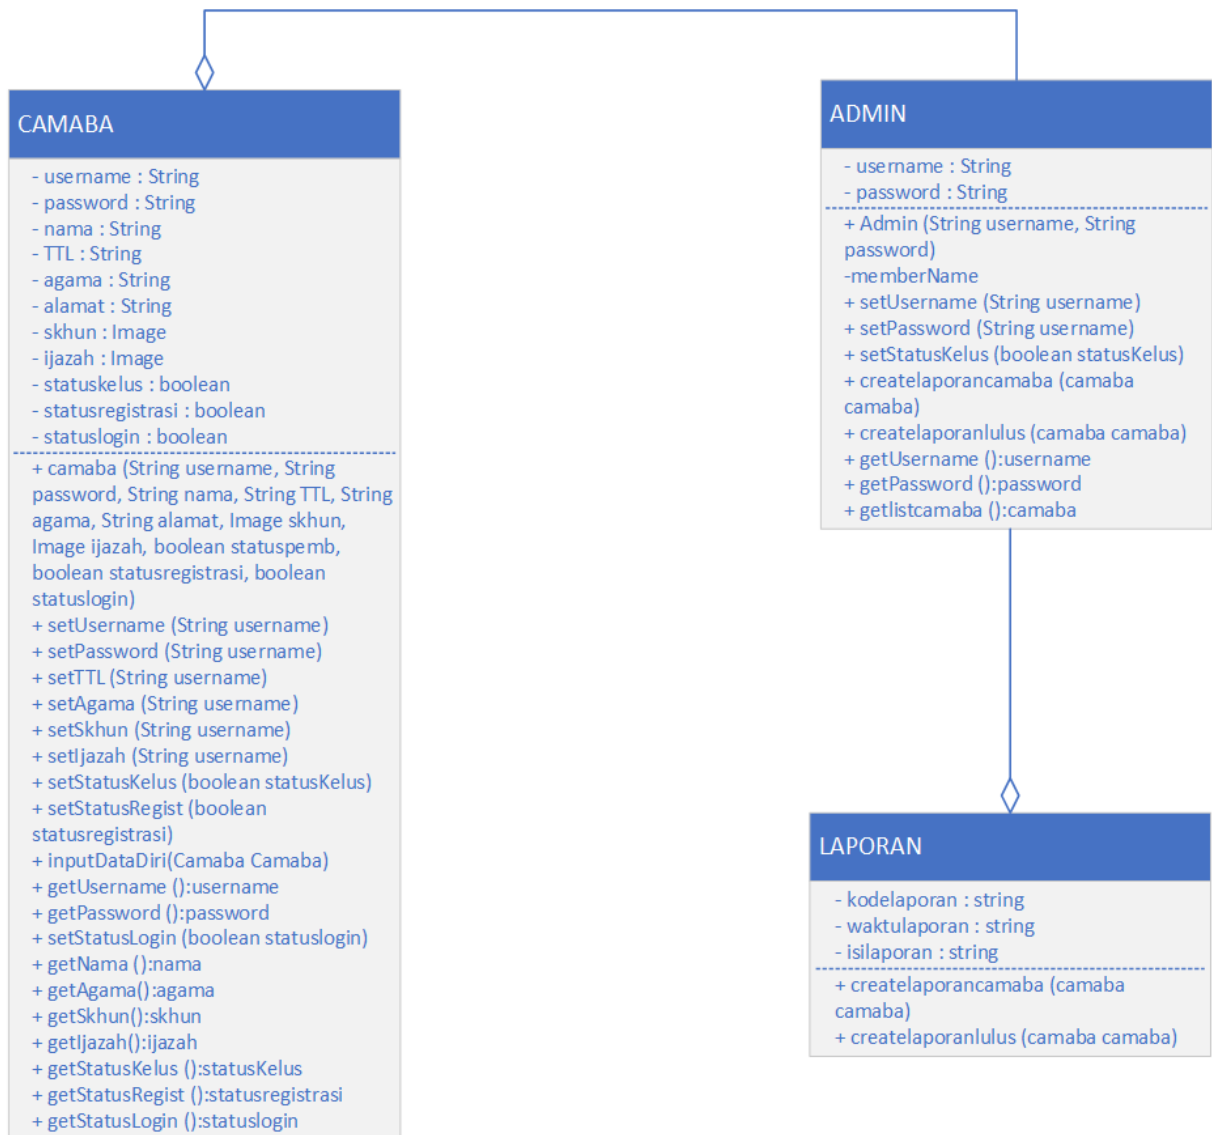 CAMABA
- username : String
- password : String
- nama : String
- TTL : String
- agama : String
- alamat : String
- skhun : Image
- ijazah : Image
- statuskelus : boolean
- statusregistrasi : boolean
- statuslogin : boolean
+ camaba (String username, String
password, String nama, String TTL, String
agama, String alamat, Image skhun,
Image ijazah, boolean statuspemb,
boolean statusregistrasi, boolean
statuslogin)
+ setUsername (String username)
+ setPassword (String username)
+ setTTL (String username)
+ setAgama (String username)
+ setSkhun (String username)
+ setIjazah (String username)
+ setStatusKelus (boolean statusKelus)
+ setStatusRegist (boolean
statusregistrasi)
+ inputDataDiri(Camaba Camaba)
+ getUsername ():username
+ getPassword ():password
+ setStatusLogin (boolean statuslogin)
+ getNama ():nama
+ getAgama():agama
+ getSkhun():skhun
+ getIjazah():ijazah
+ getStatusKelus ():statusKelus
+ getStatusRegist ():statusregistrasi
+ getStatusLogin ():statuslogin
ADMIN
- username : String
- password : String
+ Admin (String username, String
password)
-memberName
+ setUsername (String username)
+ setPassword (String username)
+ setStatusKelus (boolean statusKelus)
+ createlaporancamaba (camaba
camaba)
+ createlaporanlulus (camaba camaba)
+ getUsername ():username
+ getPassword ():password
+ getlistcamaba ():camaba
LAPORAN
- kodelaporan : string
- waktulaporan : string
- isilaporan : string
+ createlaporancamaba (camaba
camaba)
+ createlaporanlulus (camaba camaba)